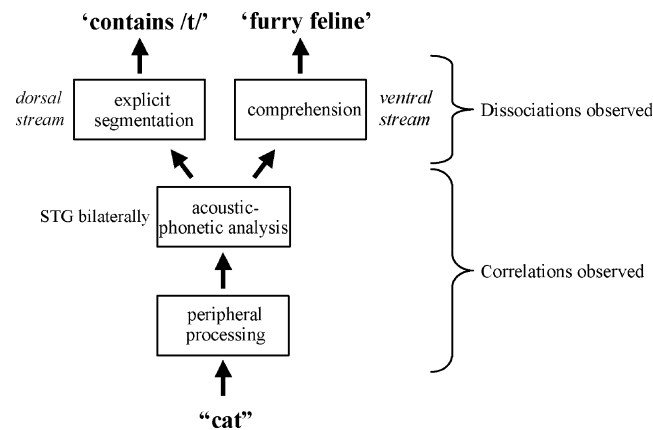 ‘contains /t/’
‘furry feline’
dorsal
stream
explicit
segmentation
comprehension
ventral
stream
Dissociations observed
STG bilaterally
acoustic-
phonetic analysis
Correlations observed
peripheral
processing
“cat”